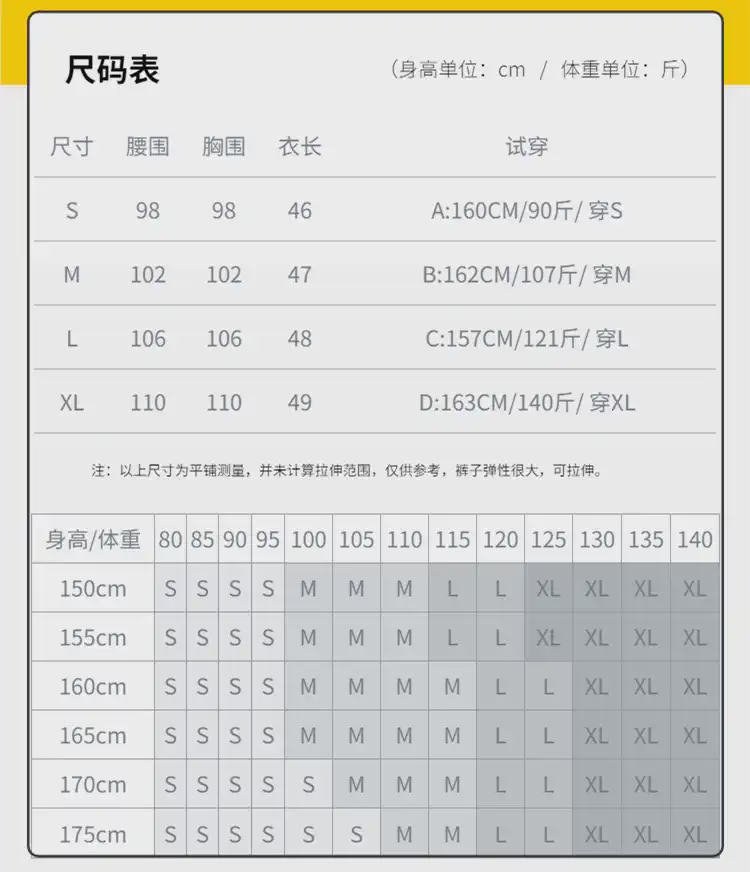 尺码表 （身高单位：cm / 体重单位：斤）
尺寸 腰围 胸围 衣长 试穿
S 98 98 46 A:160CM/90斤/ 穿S
M 102 102 47 B:162CM/107斤/ 穿M
L 106 106 48 C:157CM/121斤/ 穿L
XL 110 110 49 D:163CM/140斤/ 穿XL
注：以上尺寸为平铺测量，并未计算拉伸范围，仅供参考，裤子弹性很大，可拉伸。
身高/体重 80 85 90 95 100 105 110 115 120 125 130 135 140
150cm S S S S M M M L L XL XL XL XL
155cm S S S S M M M L L XL XL XL XL
160cm S S S S M M M M L L XL XL XL
165cm S S S S M M M M L L XL XL XL
170cm S S S S S M M M L L XL XL XL
175cm S S S S S S M M L L XL XL XL